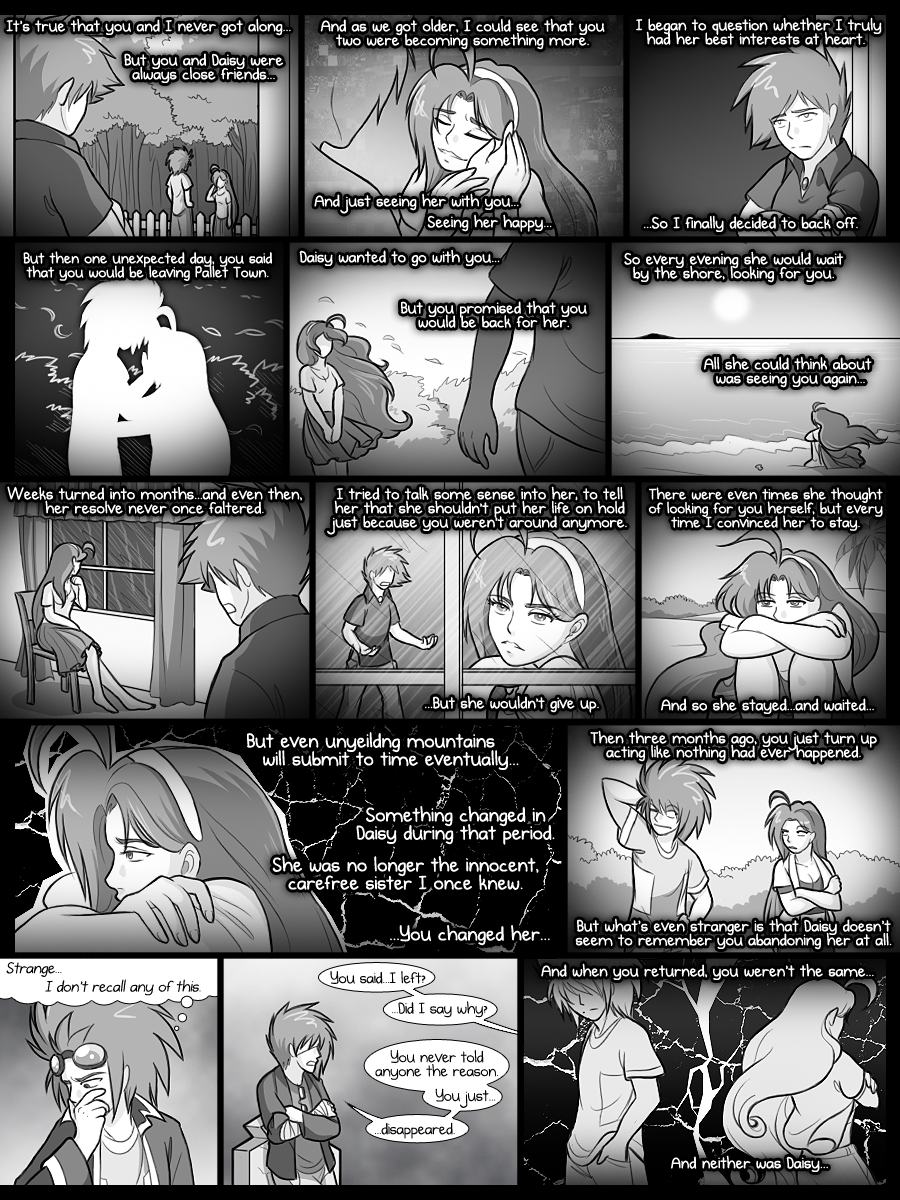 It's true that you and I never got along...
But you and Daisy were
always close friends...
And as we got older, I could see that you
two were becoming something more.
And just seeing her with you...
Seeing her happy...
I began to question whether I truly
had her best interests at heart.
...So I finally decided to back off.
But then one unexpected day, you said
that you would be leaving Pallet Town.
Daisy wanted to go with you...
But you promised that you
would be back for her.
So every evening she would wait
by the shore, looking for you.
All she could think about
was seeing you again...
Weeks turned into months...and even then,
her resolve never once faltered.
I tried to talk some sense into her, to tell
her that she shouldn't put her life on hold
just because you weren't around anymore.
...But she wouldn't give up.
There were even times she thought
of looking for you herself, but every
time I convinced her to stay.
And so she stayed...and waited...
But even unyeildng mountains
will submit to time eventually...
Something changed in
Daisy during that period.
She was no longer the innocent,
carefree sister I once knew.
...You changed her...
Then three months ago, you just turn up
acting like nothing had ever happened.
But what's even stranger is that Daisy doesn't
seem to remember you abandoning her at all.
Strange...
I don't recall any of this.
You said...I left?
...Did I say why?
You never told
anyone the reason.
You just...
...disappeared.
And when you returned, you weren't the same...
And neither was Daisy...